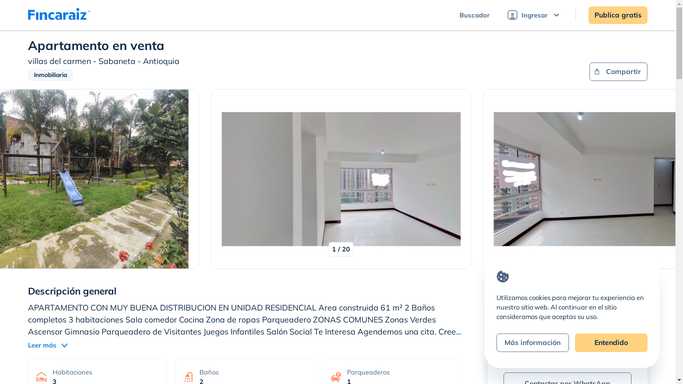 Fincaraiz
Buscador
Ingresar
Publica gratis
Apartamento en venta
villas del carmen - Sabaneta - Antioquia
Inmobiliaria
Compartir
1 / 20
Descripción general
APARTAMENTO CON MUY BUENA DISTRIBUCION EN UNIDAD RESIDENCIAL Area construida 61 m² 2 Baños
completos 3 habitaciones Sala comedor Cocina Zona de ropas Parqueadero ZONAS COMUNES Zonas Verdes
Ascensor Gimnasio Parqueadero de Visitantes Juegos Infantiles Salón Social Te Interesa Agendemos una cita. Cree...
Leer más
Habitaciones
3
Baños
2
Parqueaderos
1
Utilizamos cookies para mejorar tu experiencia en
nuestro sitio web. Al continuar en el sitio
consideramos que aceptas su uso.
Más información
Entendido
Contactar por WhatsApp